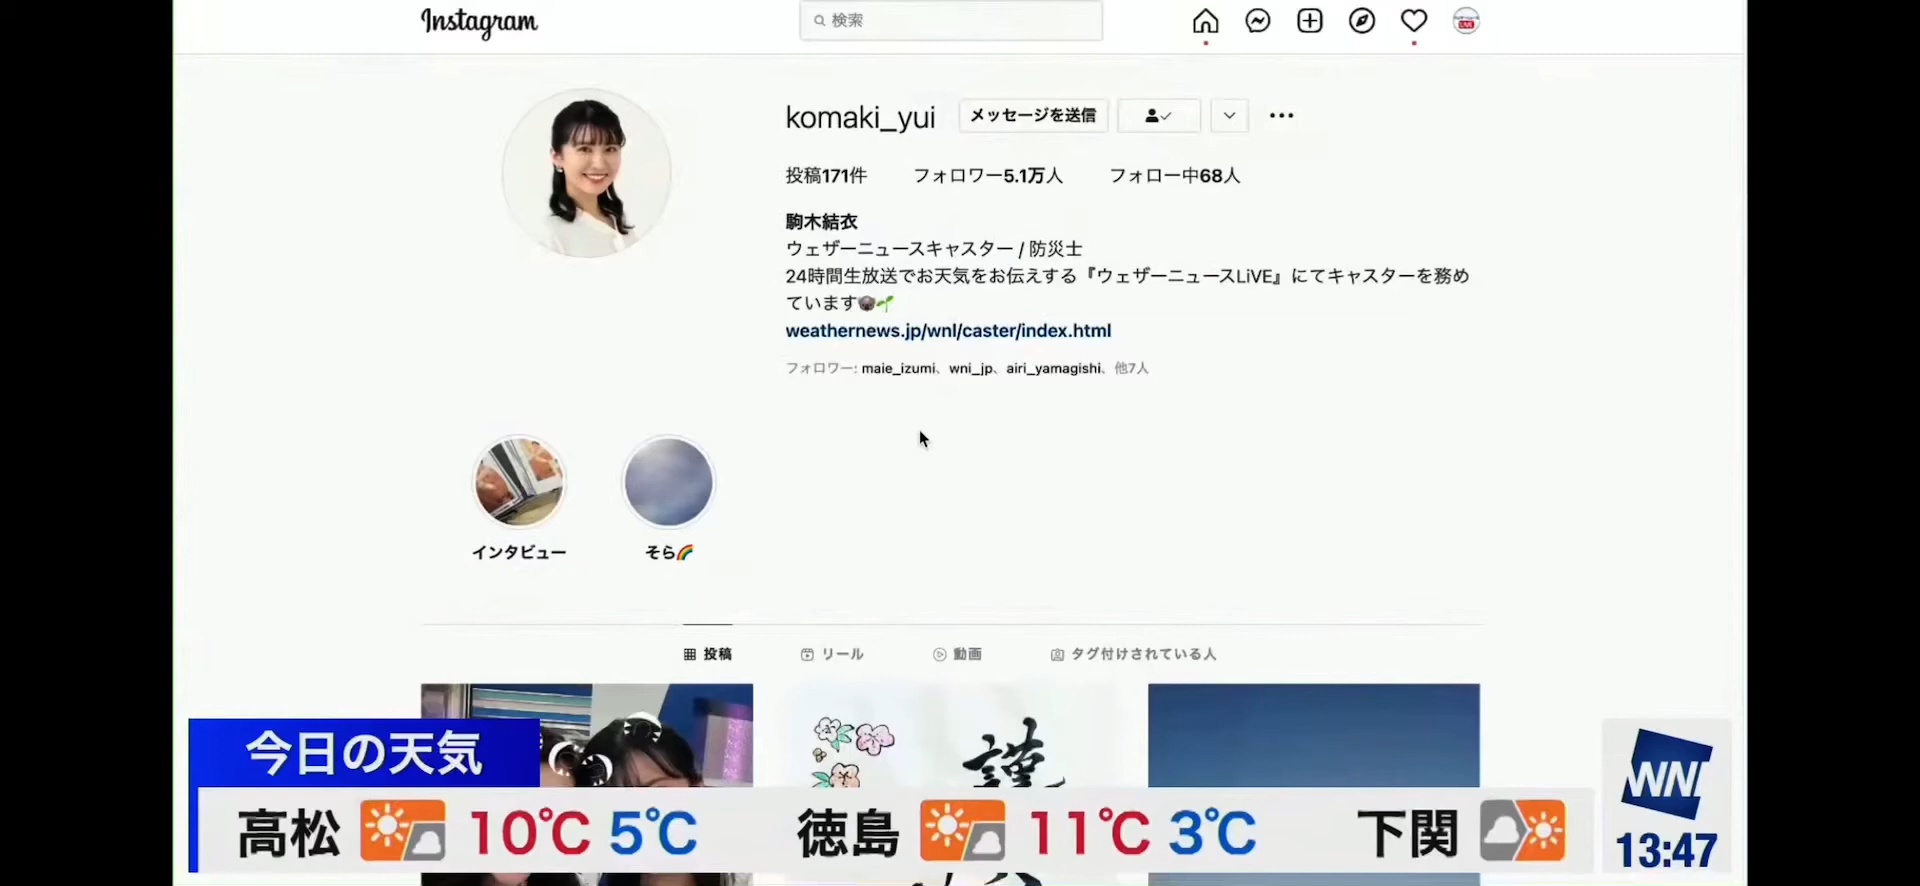 Instagram
検索
komaki_yui メッセージを送信
投稿171件 フォロワー5.1万人 フォロー中68人
駒木結衣
ウェザーニュースキャスター / 防災士
24時間生放送でお天気をお伝えする『ウェザーニュースLiVE』にてキャスターを務め
ています🐨🌱
weathernews.jp/wnl/caster/index.html
フォロワー: maie_izumi、wni_jp、airi_yamagishi、他7人
インタビュー そら🌈
投稿 リール 動画 タグ付けされている人
謹
今日の天気
高松 10℃ 5℃ 徳島 11℃ 3℃ 下関
WNI
13:47